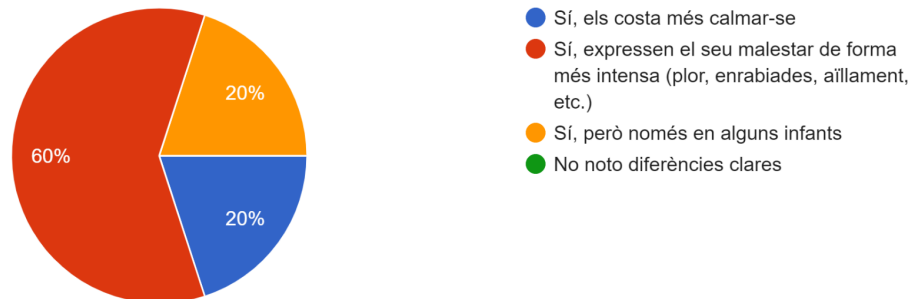 Sí, els costa més calmar-se
Sí, expressen el seu malestar de forma
més intensa (plor, enrabiades, aïllament,
etc.)
Sí, però només en alguns infants
No noto diferències clares
20%
60%
20%